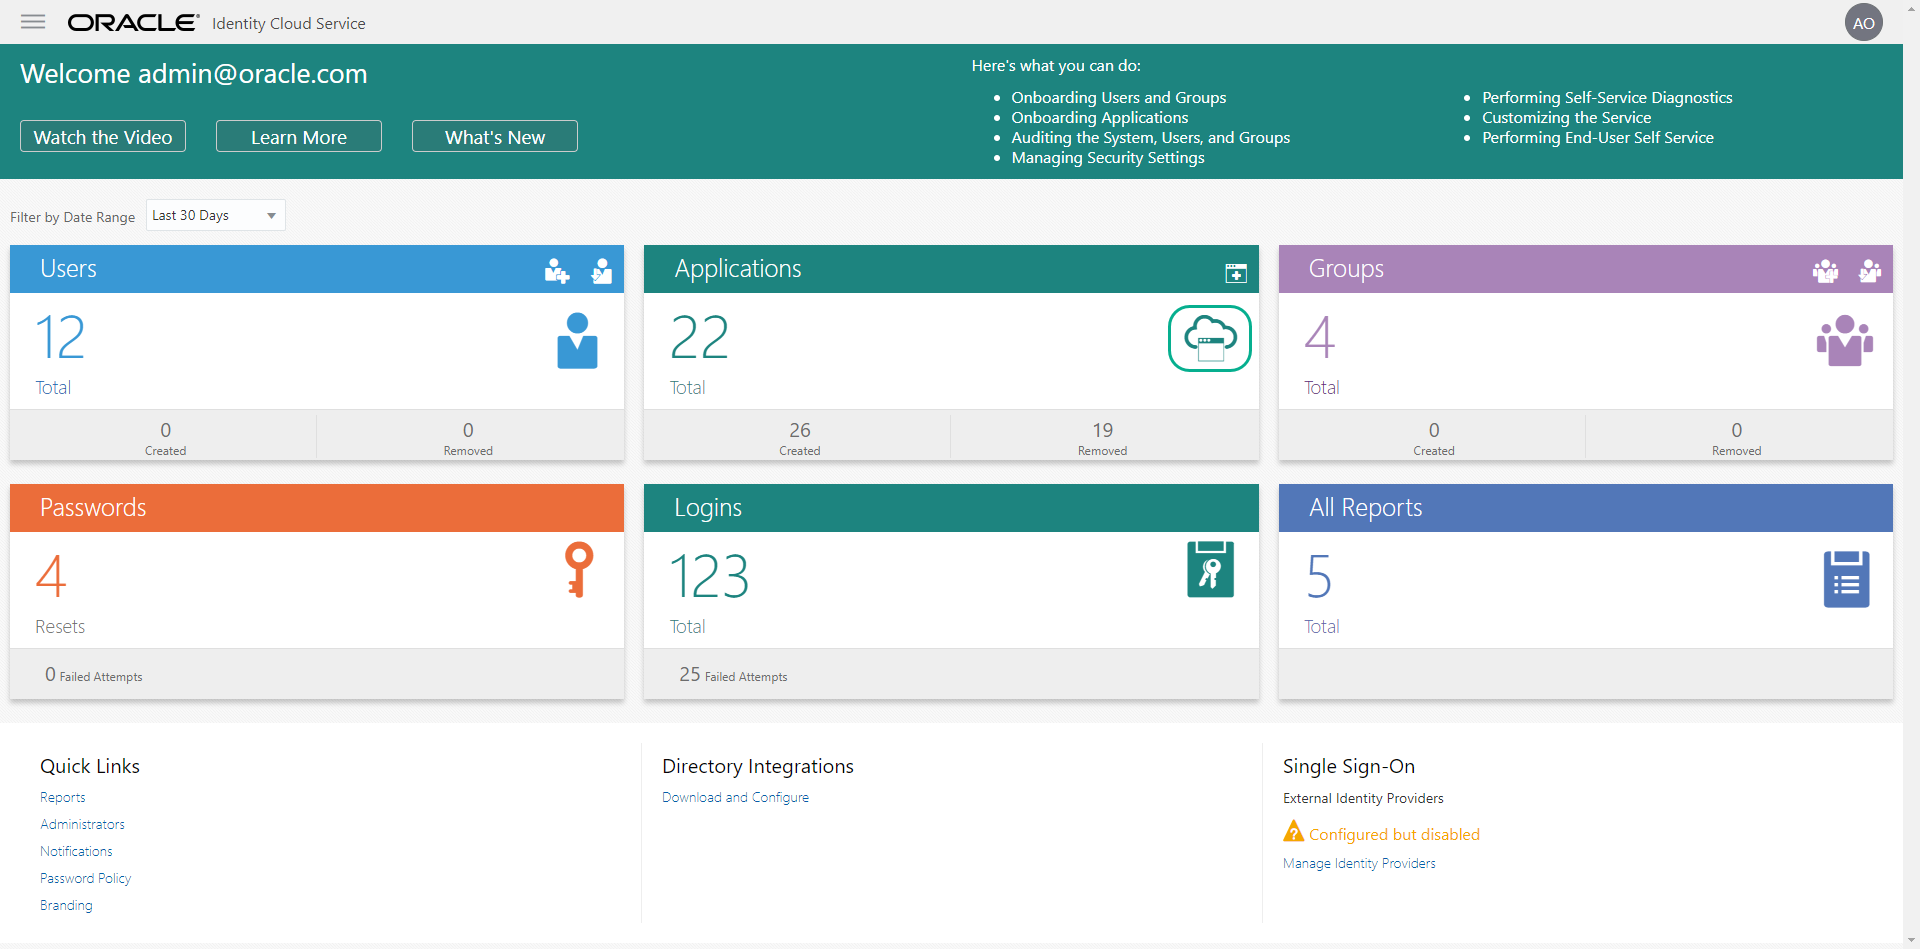 ORACLE® Identity Cloud Service
AO
Welcome admin@oracle.com
Watch the Video
Learn More
What's New
Here's what you can do:
• Onboarding Users and Groups
• Onboarding Applications
• Auditing the System, Users, and Groups
• Managing Security Settings
• Performing Self-Service Diagnostics
• Customizing the Service
• Performing End-User Self Service
Filter by Date Range
Last 30 Days
Users
12
Total
0
Created
0
Removed
Applications
22
Total
26
Created
19
Removed
Groups
4
Total
0
Created
0
Removed
Passwords
4
Resets
0 Failed Attempts
Logins
123
Total
25 Failed Attempts
All Reports
5
Total
Quick Links
Reports
Administrators
Notifications
Password Policy
Branding
Directory Integrations
Download and Configure
Single Sign-On
External Identity Providers
Configured but disabled
Manage Identity Providers